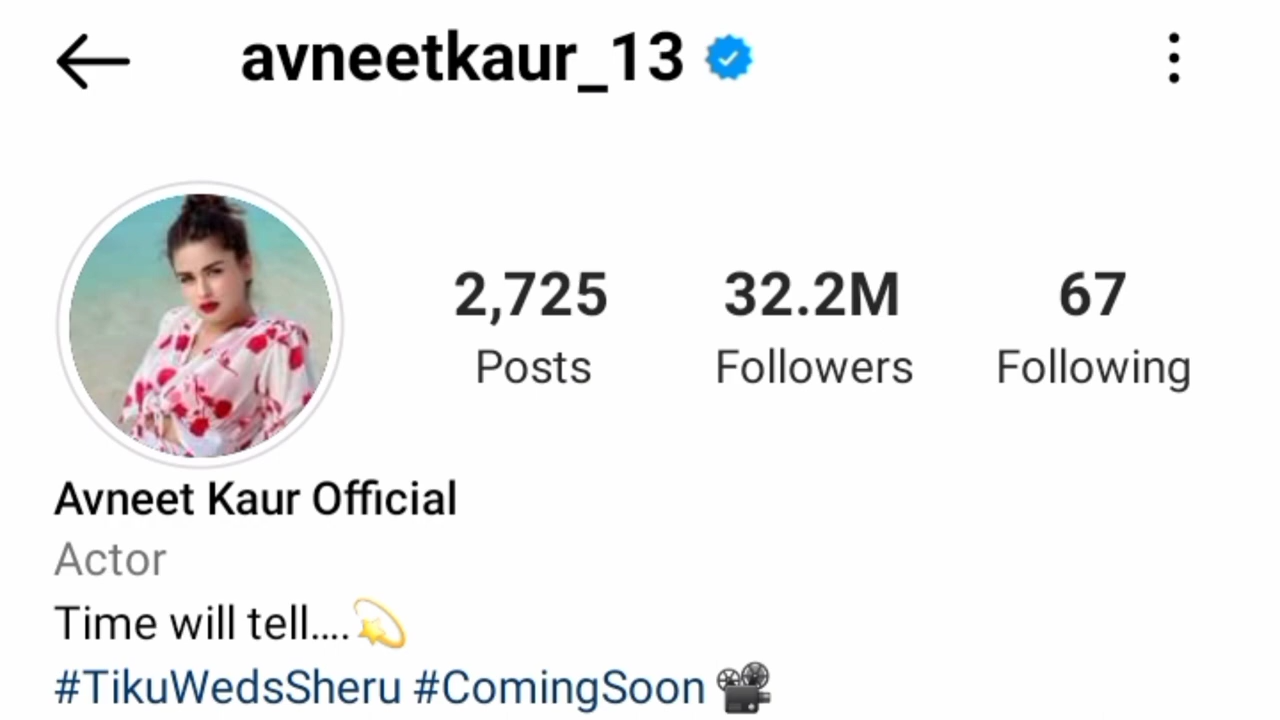 avneetkaur_13
2,725 32.2M 67
Posts Followers Following
Avneet Kaur Official
Actor
Time will tell....💫
#TikuWedsSheru #ComingSoon 🎥